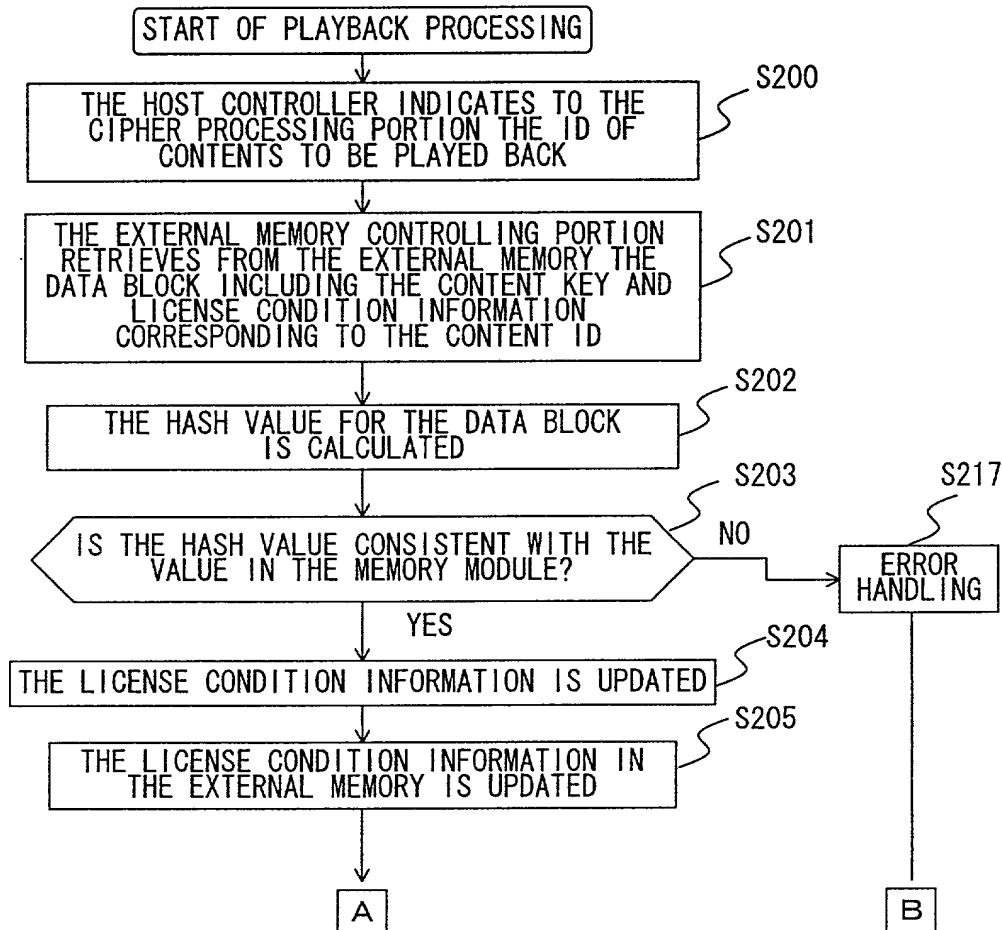 START OF PLAYBACK PROCESSING
S200
THE HOST CONTROLLER INDICATES TO THE
CIPHER PROCESSING PORTION THE ID OF
CONTENTS TO BE PLAYED BACK
S201
THE EXTERNAL MEMORY CONTROLLING PORTION
RETRIEVES FROM THE EXTERNAL MEMORY THE
DATA BLOCK INCLUDING THE CONTENT KEY AND
LICENSE CONDITION INFORMATION
CORRESPONDING TO THE CONTENT ID
S202
THE HASH VALUE FOR THE DATA BLOCK
IS CALCULATED
S203
IS THE HASH VALUE CONSISTENT WITH THE
VALUE IN THE MEMORY MODULE?
NO
S217
ERROR
HANDLING
YES
S204
THE LICENSE CONDITION INFORMATION IS UPDATED
S205
THE LICENSE CONDITION INFORMATION IN
THE EXTERNAL MEMORY IS UPDATED
A
B